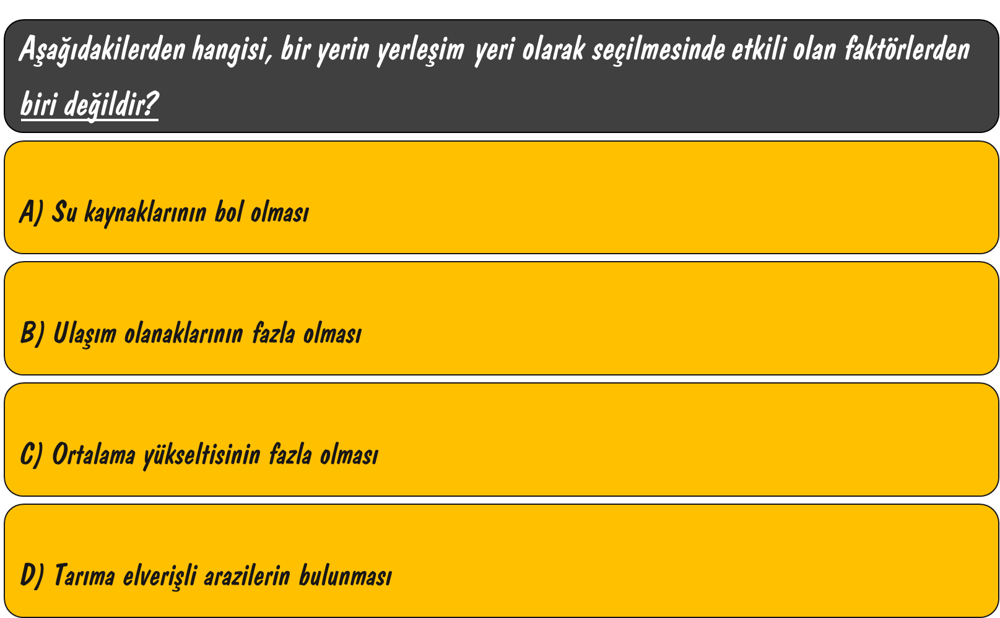 Aşağıdakilerden hangisi, bir yerin yerleşim yeri olarak seçilmesinde etkili olan faktörlerden
biri değildir?
A) Su kaynaklarının bol olması
B) Ulaşım olanaklarının fazla olması
C) Ortalama yükseltisinin fazla olması
D) Tarıma elverişli arazilerin bulunması